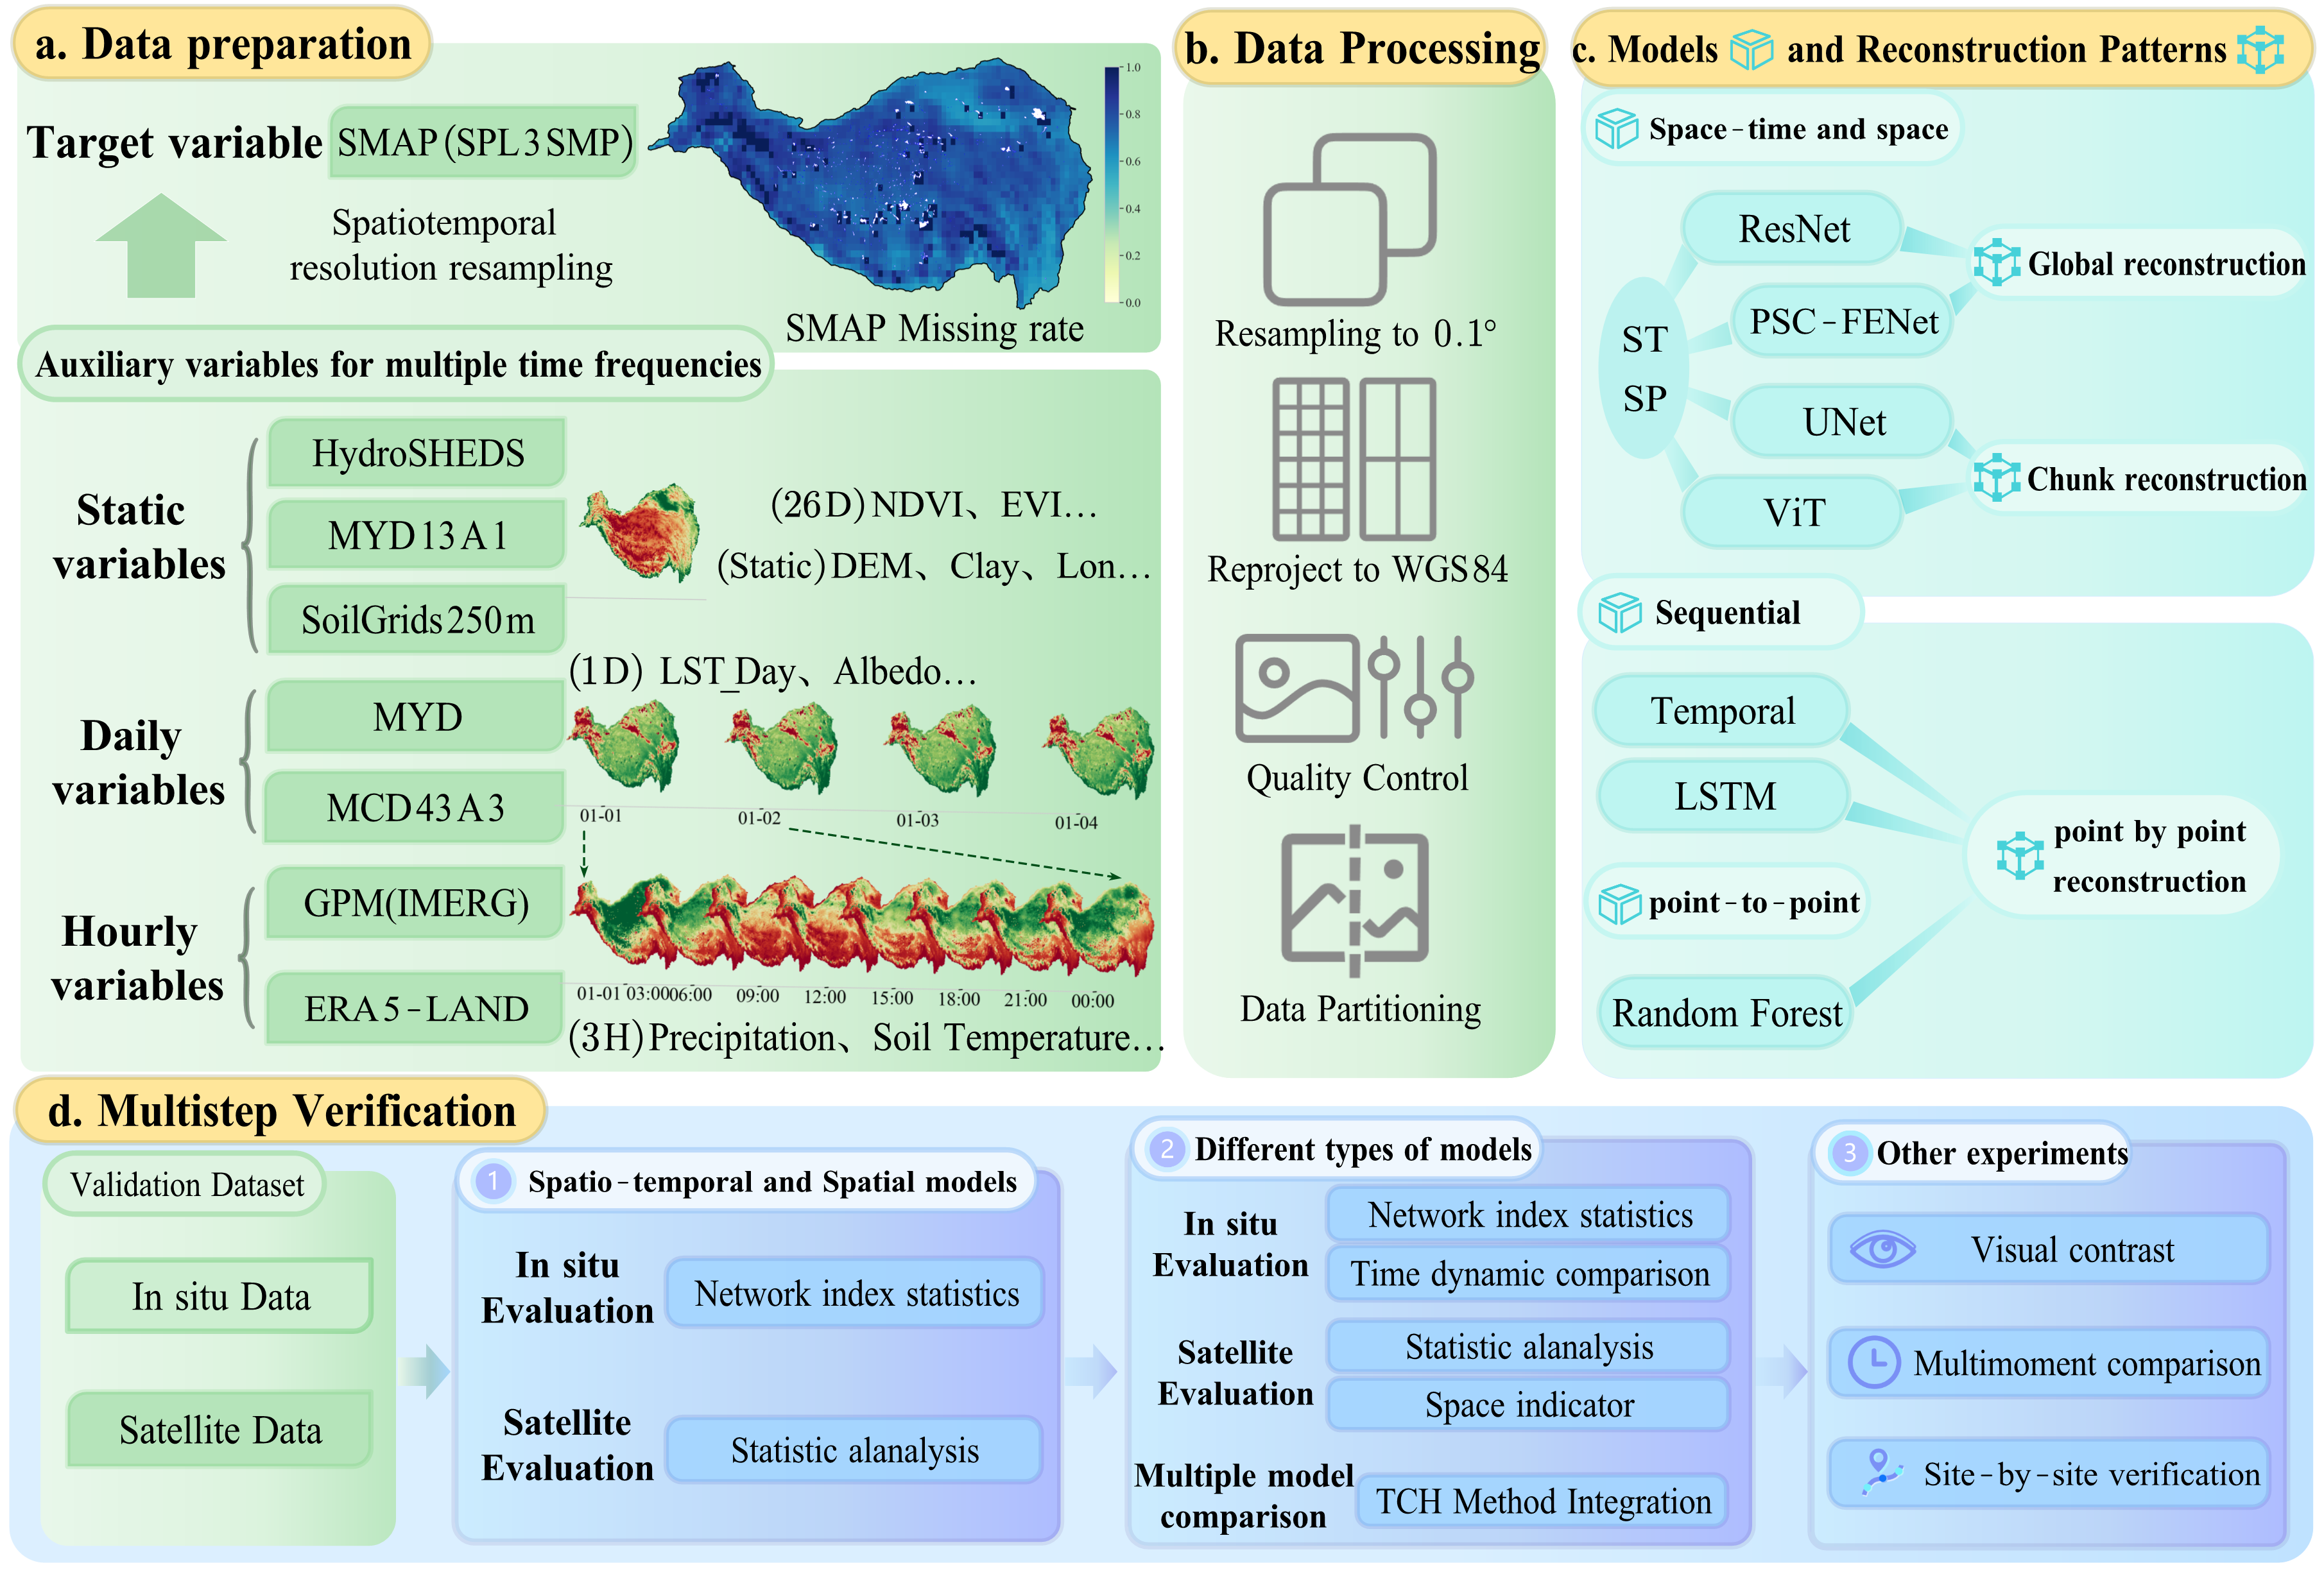 a. Data preparation
Target variable
SMAP (SPL3SMP)
Spatiotemporal
resolution resampling
1.0
0.8
0.6
0.4
0.2
0.0
SMAP Missing rate
Auxiliary variables for multiple time frequencies
Static
variables
HydroSHEDS
MYD13A1
SoilGrids250m
(26D) NDVI、 EVI...
(Static) DEM、 Clay、 Lon...
Daily
variables
MYD
MCD43A3
(1D) LST_Day、 Albedo...
01-01
01-02
01-03
01-04
Hourly
variables
GPM(IMERG)
ERA5-LAND
01-01 03:00 06:00 09:00 12:00 15:00 18:00 21:00 00:00
(3H) Precipitation、 Soil Temperature...
b. Data Processing
Resampling to 0.1°
Reproject to WGS84
Quality Control
Data Partitioning
c. Models and Reconstruction Patterns
Space-time and space
ST
SP
ResNet
PSC-FENet
UNet
ViT
Global reconstruction
Chunk reconstruction
Sequential
Temporal
LSTM
point-to-point
Random Forest
point by point
reconstruction
d. Multistep Verification
Validation Dataset
In situ Data
Satellite Data
1 Spatio-temporal and Spatial models
In situ
Evaluation
Network index statistics
Satellite
Evaluation
Statistic alanalysis
2 Different types of models
In situ
Evaluation
Network index statistics
Time dynamic comparison
Satellite
Evaluation
Statistic alanalysis
Space indicator
Multiple model
comparison
TCH Method Integration
3 Other experiments
Visual contrast
Multimoment comparison
Site-by-site verification